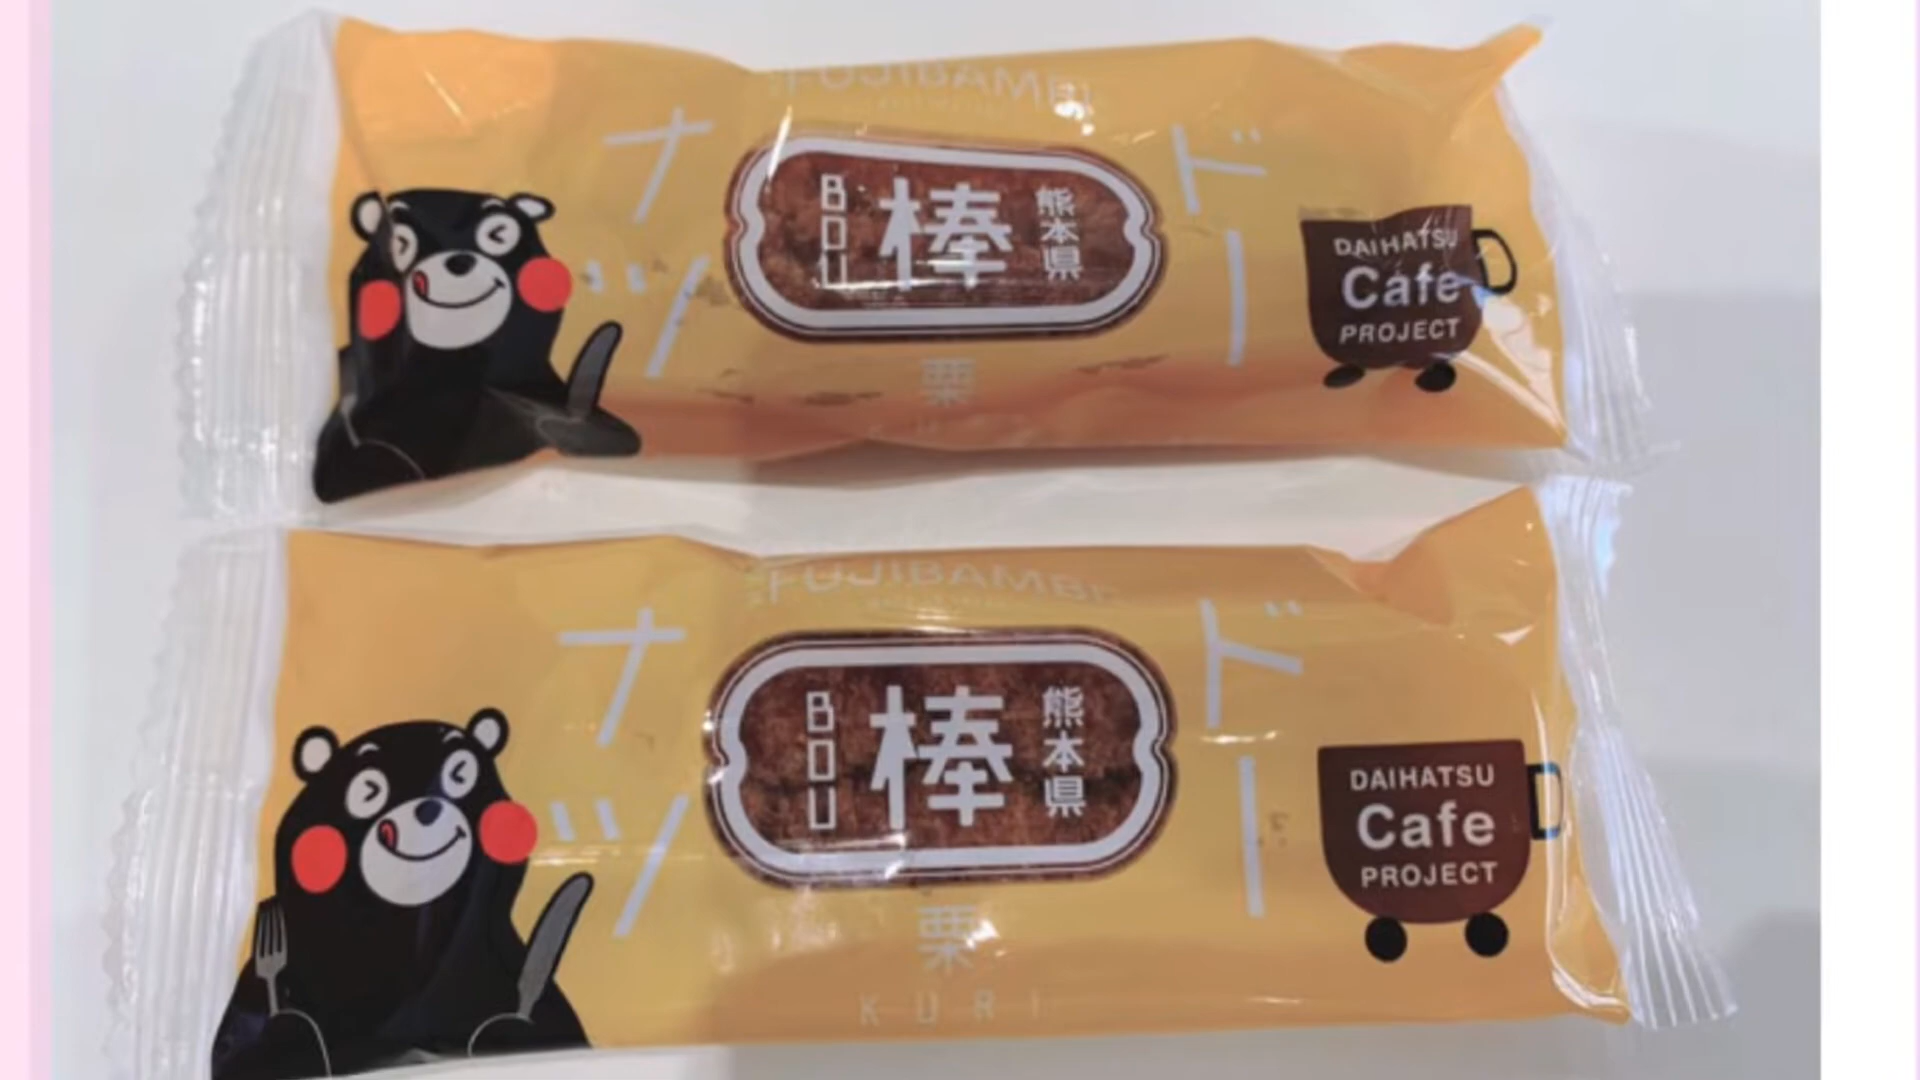 FUJIBAMBI
ドーナツ
熊本県
棒
BOU
栗
DAIHATSU
Cafe
PROJECT
FUJIBAMBI
ドーナツ
熊本県
棒
BOU
栗
KURI
DAIHATSU
Cafe
PROJECT